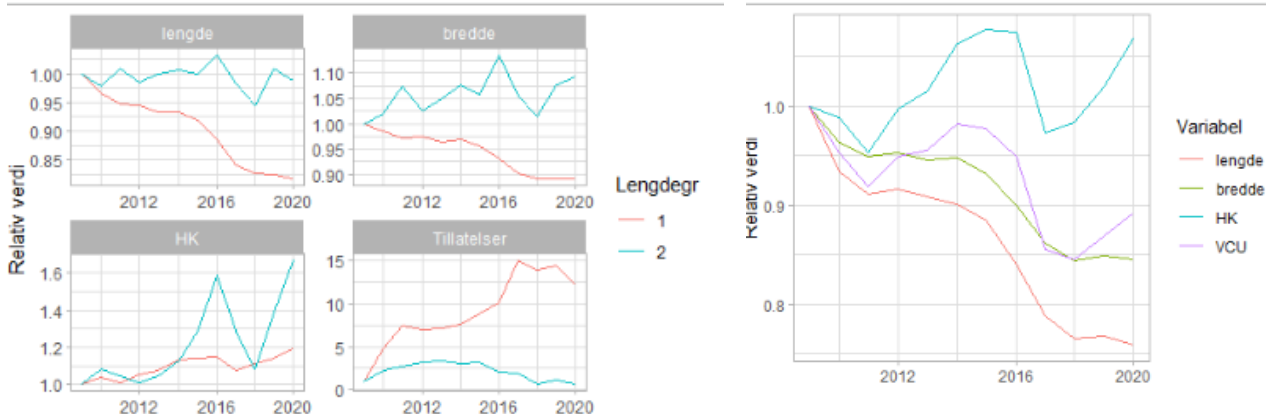 lengde
bredde
1.00
0.95
0.90
0.85
1.10
1.05
1.00
0.95
0.90
2012 2016 2020
2012 2016 2020
HK
Tillatelser
1.6
1.4
1.2
1.0
15
10
5
0
2012 2016 2020
2012 2016 2020
Relativ verdi
Lengdegr
1
2
1.0
0.9
0.8
2012 2016 2020
Relativ verdi
Variabel
lengde
bredde
HK
VCU